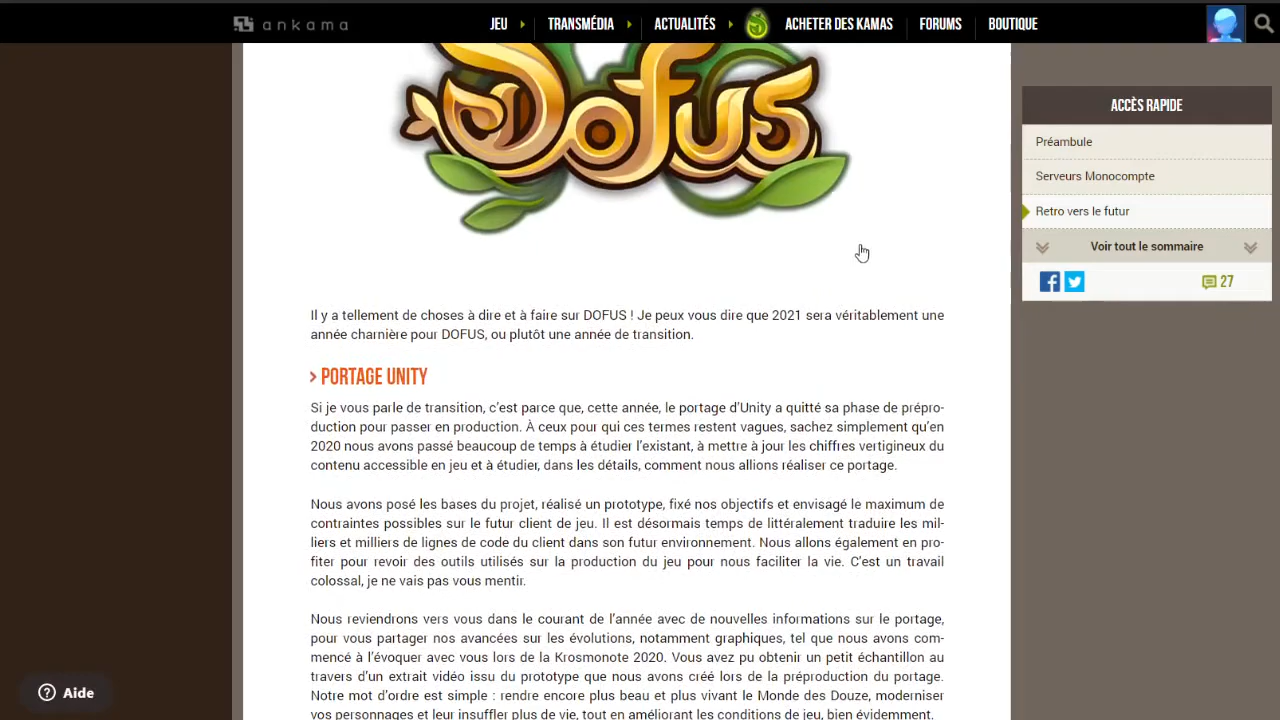 ankama
JEU
TRANSMÉDIA
ACTUALITÉS
ACHETER DES KAMAS
FORUMS
BOUTIQUE
DOFUS
Il y a tellement de choses à dire et à faire sur DOFUS ! Je peux vous dire que 2021 sera véritablement une
année charnière pour DOFUS, ou plutôt une année de transition.
PORTAGE UNITY
Si je vous parle de transition, c’est parce que, cette année, le portage d’Unity a quitté sa phase de prépro-
duction pour passer en production. À ceux pour qui ces termes restent vagues, sachez simplement qu’en
2020 nous avons passé beaucoup de temps à étudier l’existant, à mettre à jour les chiffres vertigineux du
contenu accessible en jeu et à étudier, dans les détails, comment nous allions réaliser ce portage.
Nous avons posé les bases du projet, réalisé un prototype, fixé nos objectifs et envisagé le maximum de
contraintes possibles sur le futur client de jeu. Il est désormais temps de littéralement traduire les mil-
liers et milliers de lignes de code du client dans son futur environnement. Nous allons également en pro-
fiter pour revoir des outils utilisés sur la production du jeu pour nous faciliter la vie. C’est un travail
colossal, je ne vais pas vous mentir.
Nous reviendrons vers vous dans le courant de l’année avec de nouvelles informations sur le portage,
pour vous partager nos avancées sur les évolutions, notamment graphiques, tel que nous avons com-
mencé à l’évoquer avec vous lors de la Krosmonote 2020. Vous avez pu obtenir un petit échantillon au
travers d’un extrait vidéo issu du prototype que nous avons créé lors de la préproduction du portage.
Notre mot d’ordre est simple : rendre encore plus beau et plus vivant le Monde des Douze, moderniser
vos personnages et leur insuffler plus de vie, tout en améliorant les conditions de jeu, bien évidemment.
ACCÈS RAPIDE
Préambule
Serveurs Monocompte
Retro vers le futur
Voir tout le sommaire
27
Aide